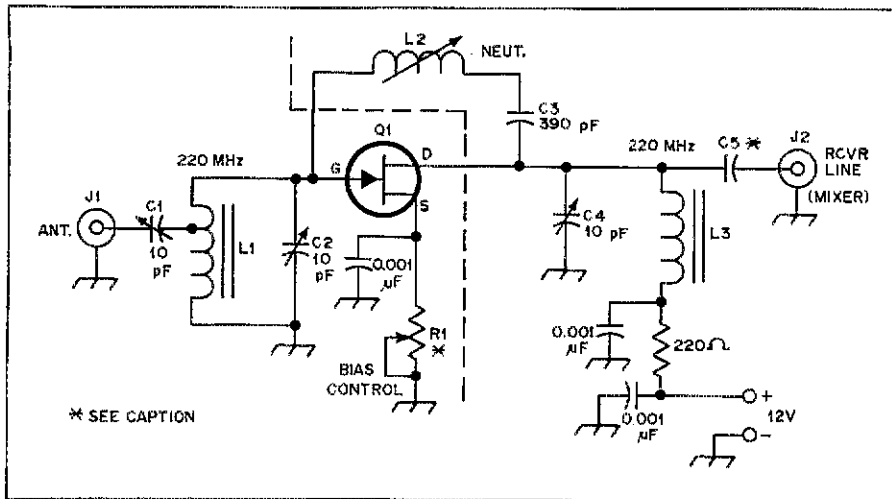 L2
NEUT.
C3
390 pF
Q1
220 MHz
G
D
S
J1
ANT.
C1
10
pF
L1
C2
10
pF
0.001
µF
R1
*
BIAS
CONTROL
220 MHz
C5 *
J2
RCVR
LINE
(MIXER)
C4
10 pF
L3
0.001
µF
220Ω
0.001
µF
+
12V
-
* SEE CAPTION